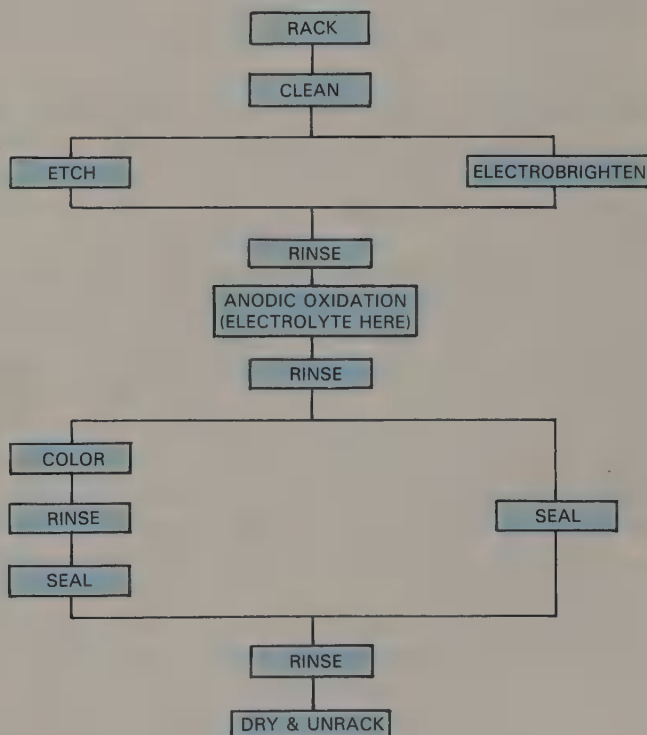 RACK
CLEAN
ETCH
ELECTROBRIGHTEN
RINSE
ANODIC OXIDATION
(ELECTROLYTE HERE)
RINSE
COLOR
RINSE
SEAL
SEAL
RINSE
DRY & UNRACK